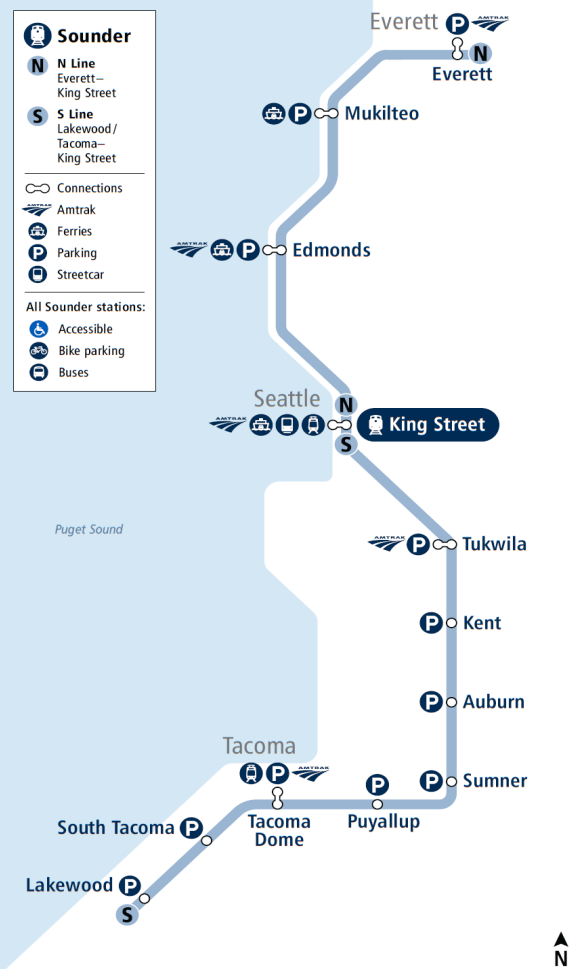 Sounder
N
N Line
Everett–
King Street
S
S Line
Lakewood/
Tacoma–
King Street
Connections
AMTRAK
Amtrak
Ferries
P
Parking
Streetcar
All Sounder stations:
Accessible
Bike parking
Buses
Everett
P
AMTRAK
N
Everett
P
Mukilteo
AMTRAK
P
Edmonds
Seattle
N
AMTRAK
King Street
S
Puget Sound
AMTRAK
P
Tukwila
P
Kent
P
Auburn
Tacoma
P
AMTRAK
P
Sumner
P
Tacoma
Dome
Puyallup
South Tacoma
P
Lakewood
P
S
N